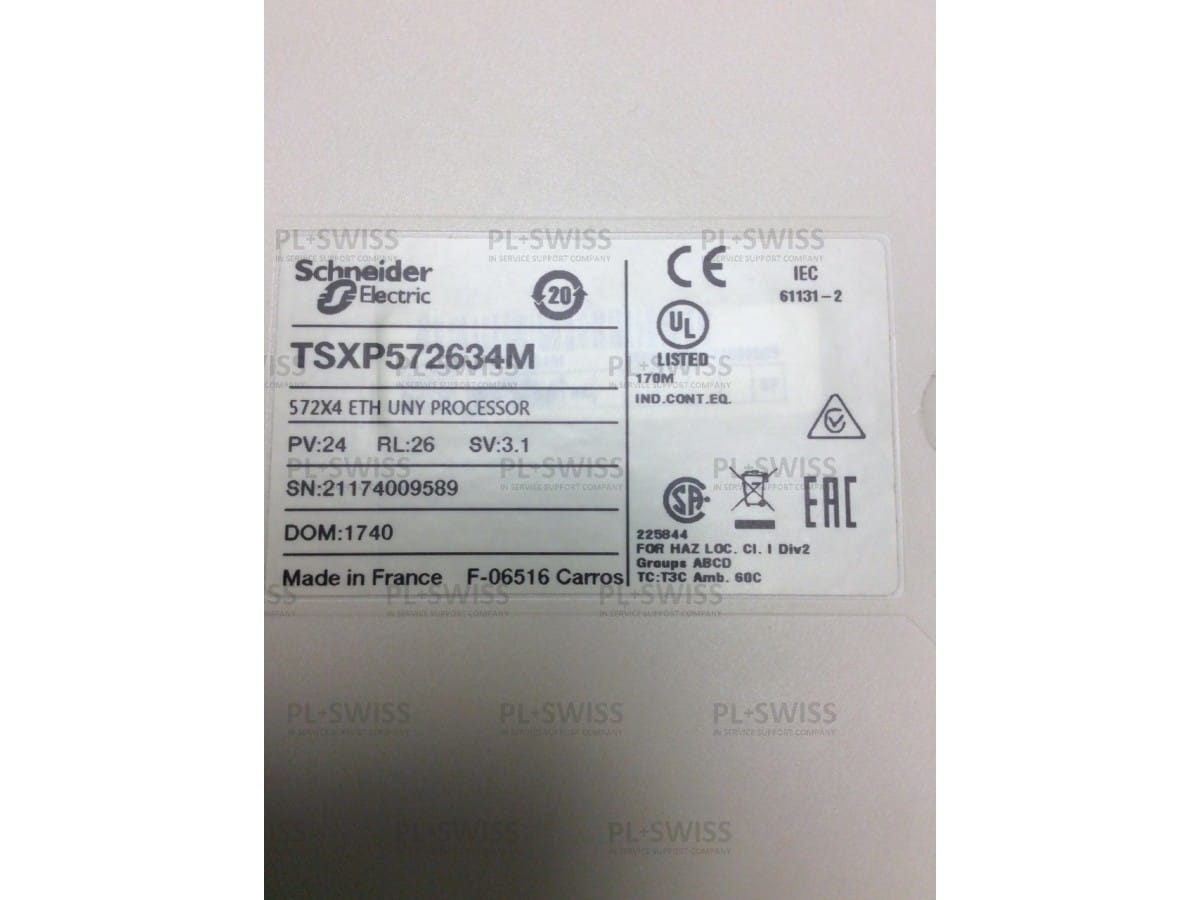 Schneider
Electric
20
TSXP572634M
572X4 ETH UNY PROCESSOR
PV:24 RL:26 SV:3.1
SN:21174009589
DOM:1740
Made in France F-06516 Carros
CE
IEC
61131-2
UL
LISTED
170M
IND.CONT.EQ.
SA
EAC
225844
FOR HAZ LOC. Cl. I Div2
Groups ABCD
TC:T3C Amb. 60C
PL+SWISS
IN SERVICE SUPPORT COMPANY